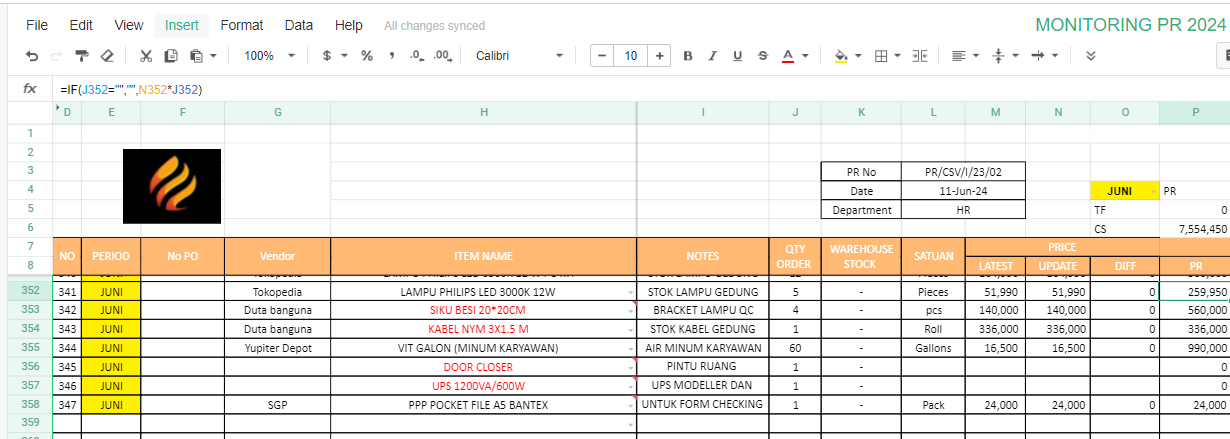 File Edit View Insert Format Data Help All changes synced MONITORING PR 2024
100% $ % , .0 .00 Calibri - 10 + B I U S A
fx =IF(J352="","",N352*J352)
D E F G H I J K L M N O P
1
2
3 PR No PR/CSV/I/23/02
4 Date 11-Jun-24 JUNI PR
5 Department HR TF 0
6 CS 7,554,450
7 NO PERIOD No PO Vendor ITEM NAME NOTES QTY ORDER WAREHOUSE STOCK SATUAN PRICE
8 LATEST UPDATE DIFF PR
352 341 JUNI Tokopedia LAMPU PHILIPS LED 3000K 12W STOK LAMPU GEDUNG 5 - Pieces 51,990 51,990 0 259,950
353 342 JUNI Duta banguna SIKU BESI 20*20CM BRACKET LAMPU QC 4 - pcs 140,000 140,000 0 560,000
354 343 JUNI Duta banguna KABEL NYM 3X1.5 M STOK KABEL GEDUNG 1 - Roll 336,000 336,000 0 336,000
355 344 JUNI Yupiter Depot VIT GALON (MINUM KARYAWAN) AIR MINUM KARYAWAN 60 - Gallons 16,500 16,500 0 990,000
356 345 JUNI DOOR CLOSER PINTU RUANG 1 - 0
357 346 JUNI UPS 1200VA/600W UPS MODELLER DAN 1 - 0
358 347 JUNI SGP PPP POCKET FILE A5 BANTEX UNTUK FORM CHECKING 1 - Pack 24,000 24,000 0 24,000
359